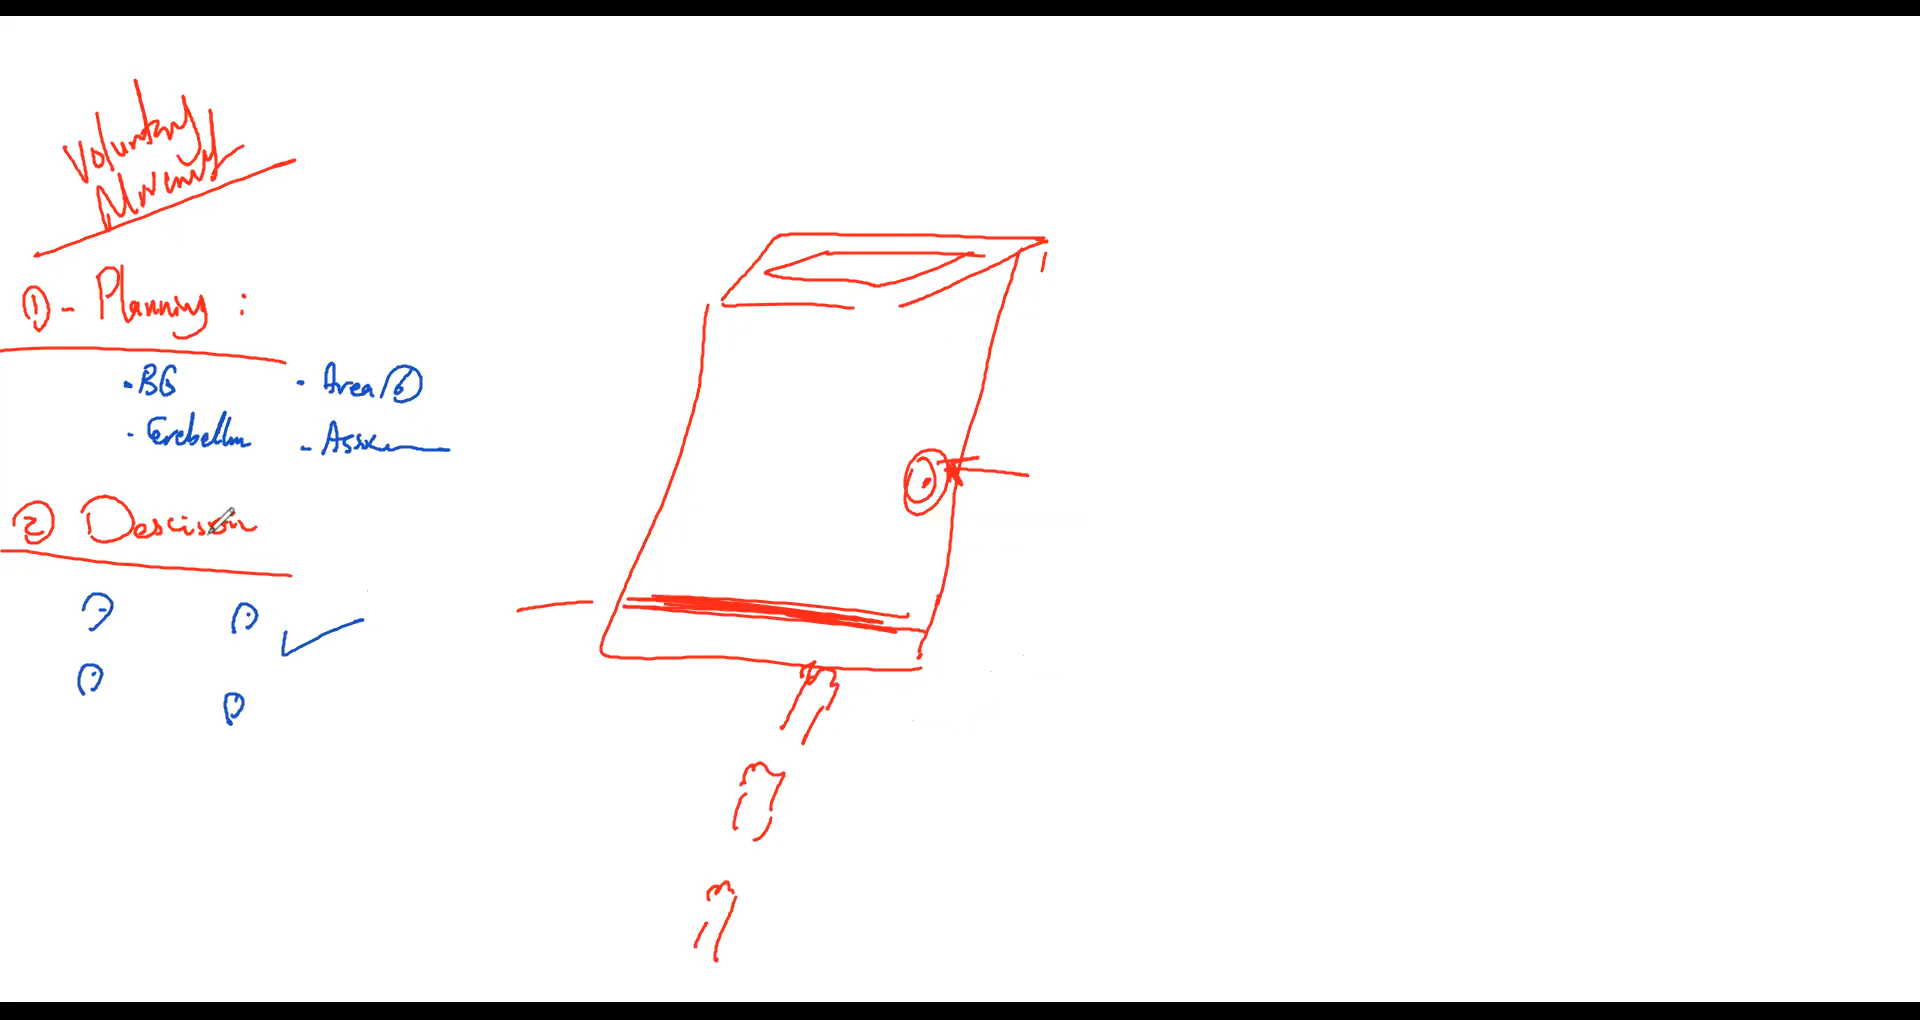 Voluntary
Movement
① - Planning :
· BG
· Cerebellum
- Area 6
- Assx
② Descision